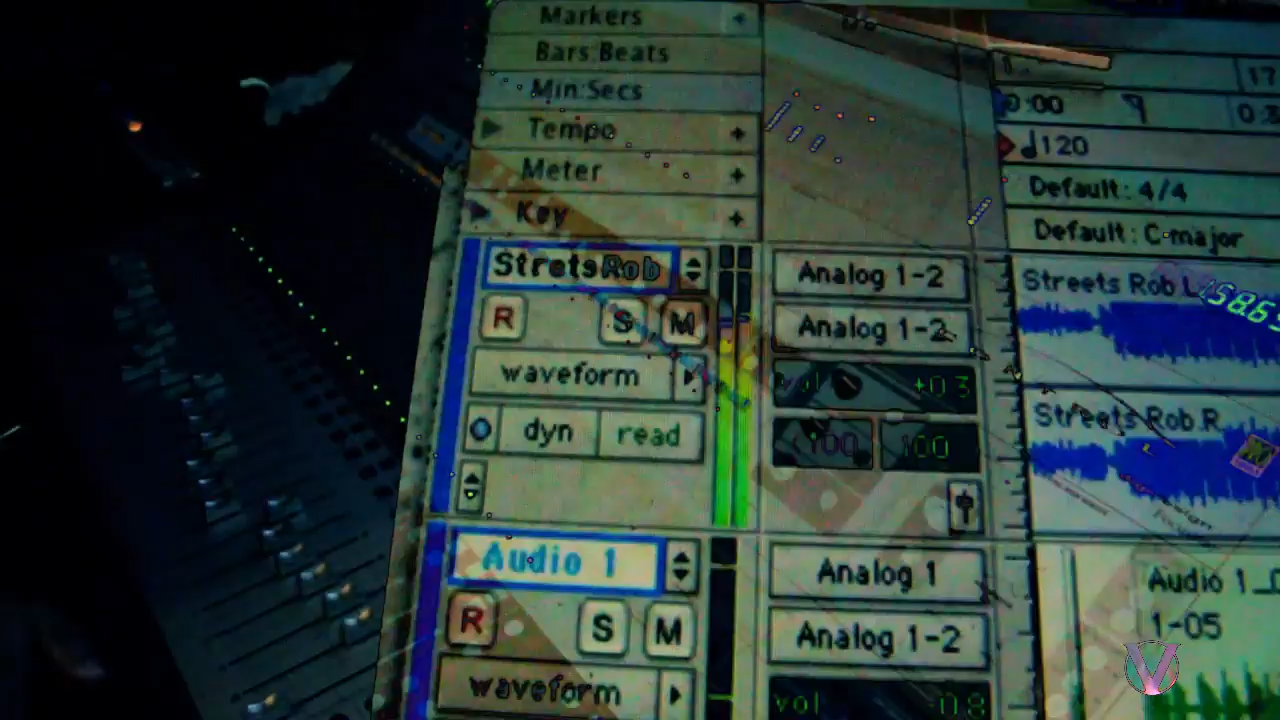 Markers +
Bars:Beats
Min:Secs
Tempo +
Meter +
Key +
17
0:00
♩120
Default: 4/4
Default: C major
StretsRob
R S M
waveform
dyn read
Analog 1-2
Analog 1-2
vol +0.3
100 100
Streets Rob L
Streets Rob R
Audio 1
R S M
waveform
Analog 1
Analog 1-2
vol
Audio 1_
1-05
V